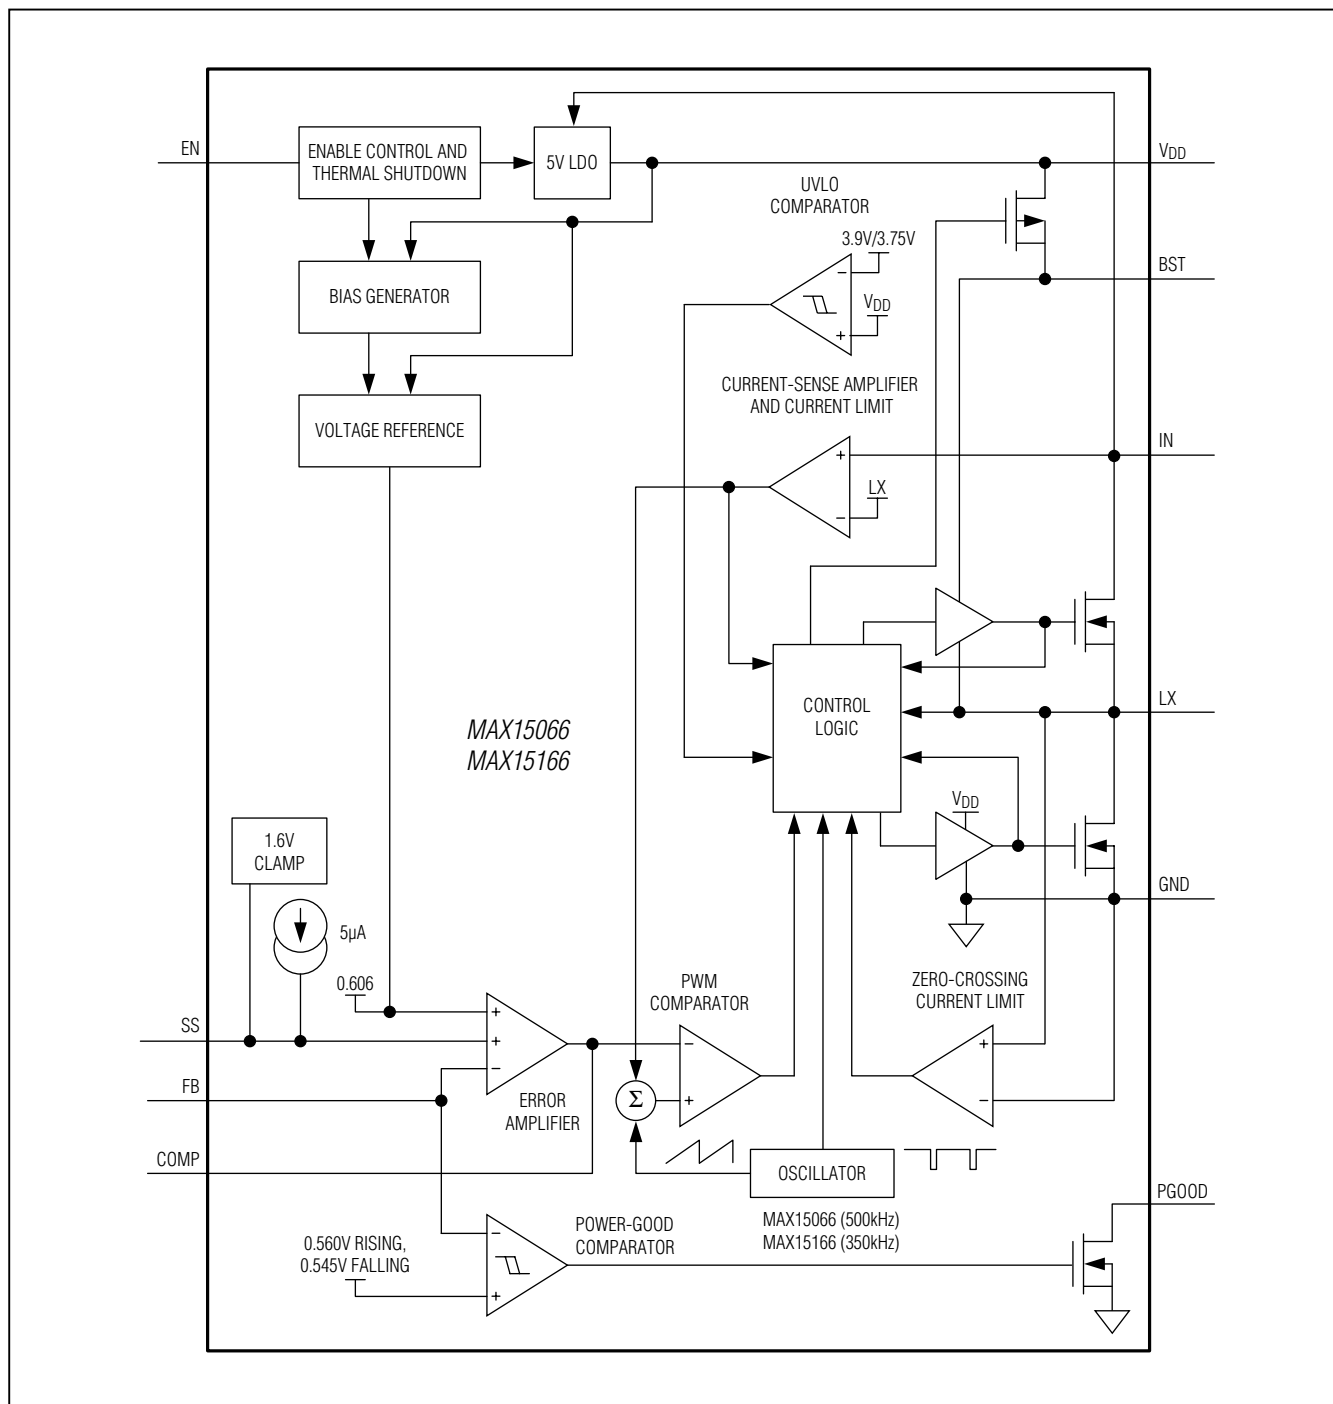 EN
ENABLE CONTROL AND
THERMAL SHUTDOWN
5V LDO
VDD
UVLO
COMPARATOR
3.9V/3.75V
−
VDD
+
BST
BIAS GENERATOR
CURRENT-SENSE AMPLIFIER
AND CURRENT LIMIT
VOLTAGE REFERENCE
IN
+
LX
−
CONTROL
LOGIC
LX
MAX15066
MAX15166
VDD
1.6V
CLAMP
GND
5µA
0.606
PWM
COMPARATOR
ZERO-CROSSING
CURRENT LIMIT
SS
+
+
−
−
+
+
−
FB
ERROR
AMPLIFIER
Σ
COMP
OSCILLATOR
PGOOD
MAX15066 (500kHz)
MAX15166 (350kHz)
POWER-GOOD
COMPARATOR
0.560V RISING,
0.545V FALLING
−
+